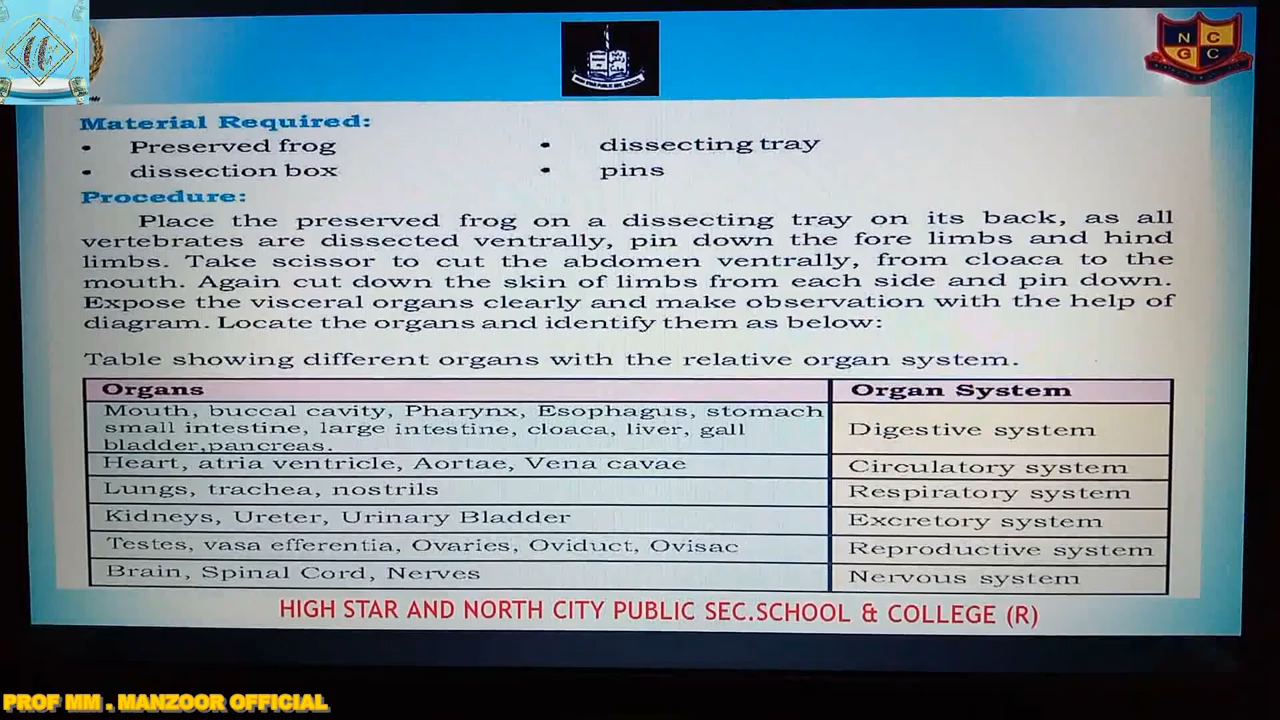 N C
G C
Material Required:
• Preserved frog • dissecting tray
• dissection box • pins
Procedure:
Place the preserved frog on a dissecting tray on its back, as all
vertebrates are dissected ventrally, pin down the fore limbs and hind
limbs. Take scissor to cut the abdomen ventrally, from cloaca to the
mouth. Again cut down the skin of limbs from each side and pin down.
Expose the visceral organs clearly and make observation with the help of
diagram. Locate the organs and identify them as below:
Table showing different organs with the relative organ system.
Organs Organ System
Mouth, buccal cavity, Pharynx, Esophagus, stomach
small intestine, large intestine, cloaca, liver, gall Digestive system
bladder,pancreas.
Heart, atria ventricle, Aortae, Vena cavae Circulatory system
Lungs, trachea, nostrils Respiratory system
Kidneys, Ureter, Urinary Bladder Excretory system
Testes, vasa efferentia, Ovaries, Oviduct, Ovisac Reproductive system
Brain, Spinal Cord, Nerves Nervous system
HIGH STAR AND NORTH CITY PUBLIC SEC.SCHOOL & COLLEGE (R)
PROF MM . MANZOOR OFFICIAL